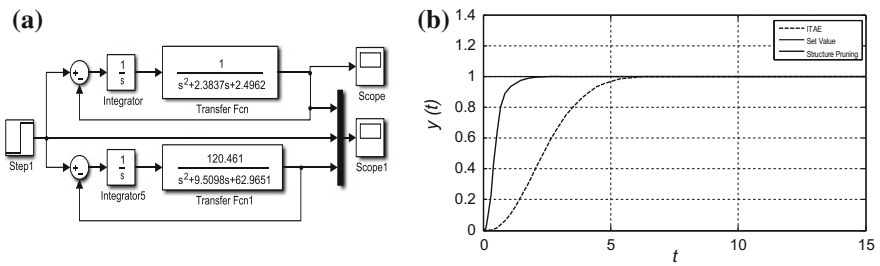 (a)
1
s
Integrator
1
s²+2.3837s+2.4962
Transfer Fcn
Scope
Step1
1
s
Integrator5
120.461
s²+9.5098s+62.9651
Transfer Fcn1
Scope1
(b)
1.4
1.2
1
0.8
0.6
0.4
0.2
0
y (t)
ITAE
Set Value
Structure Pruning
0
5
10
15
t